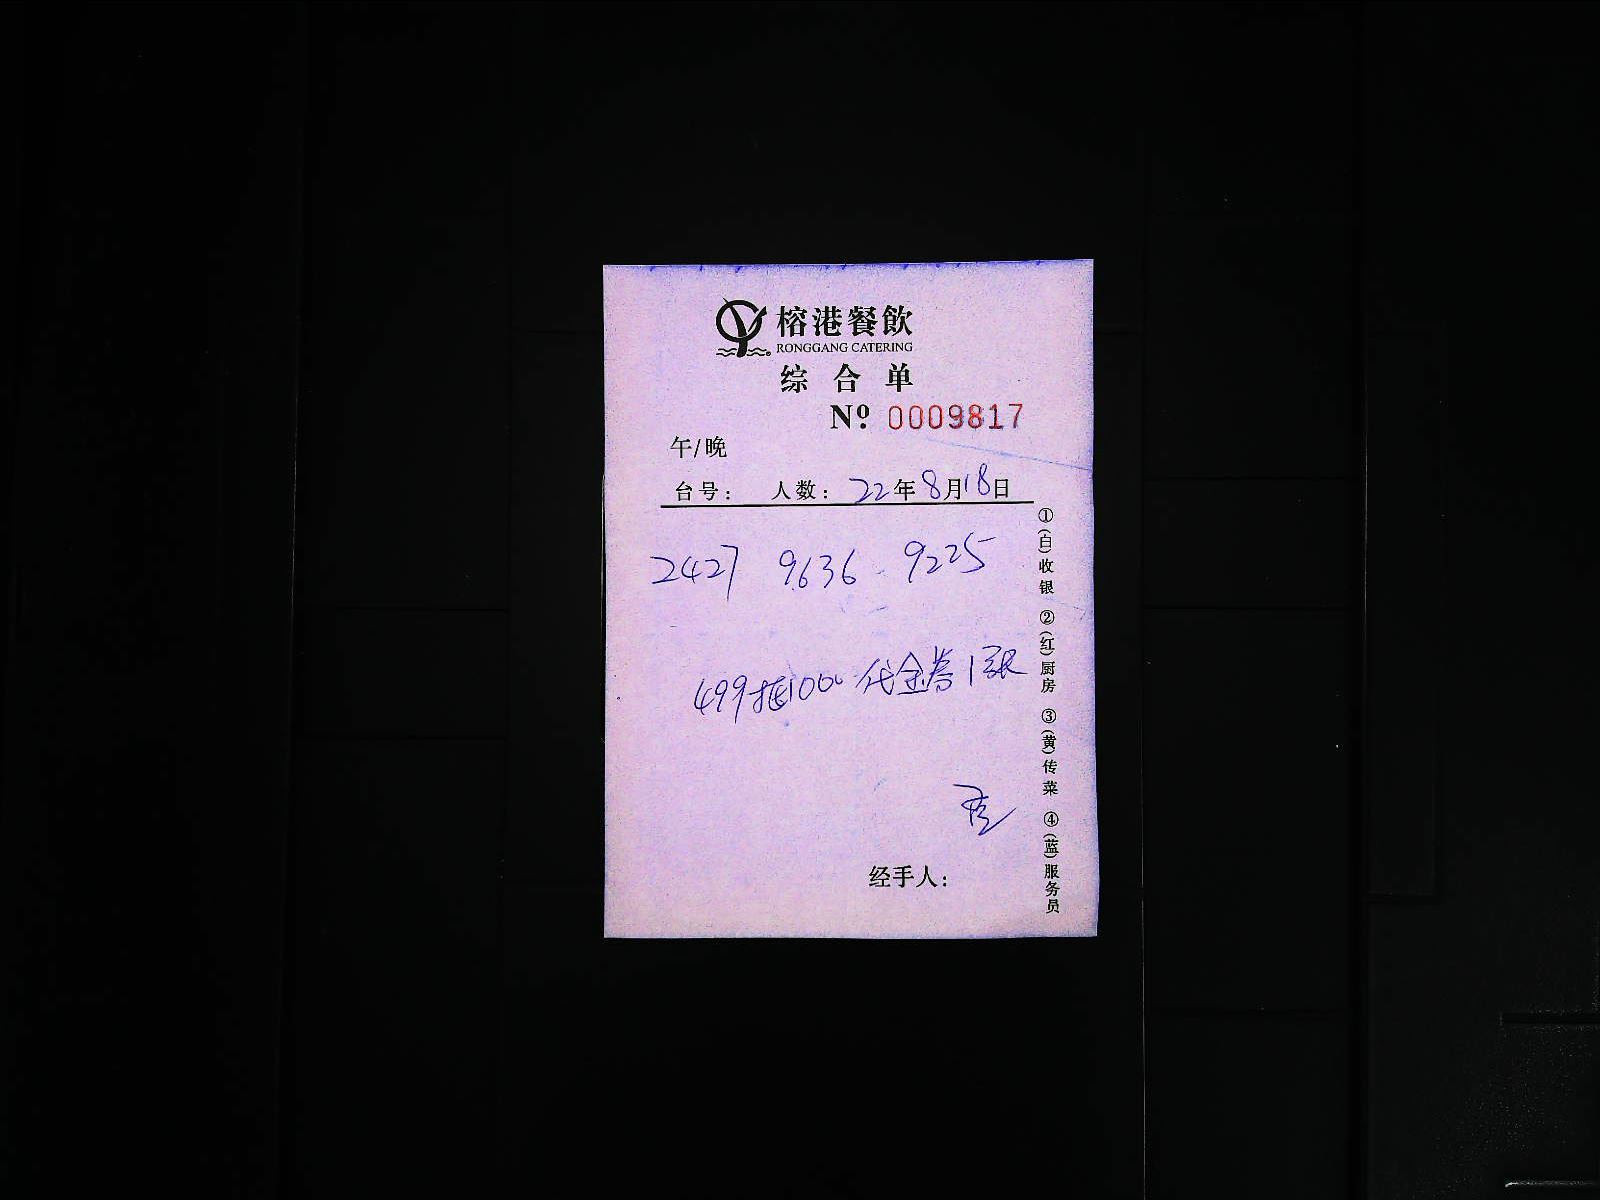 榕港餐飲
RONGGANG CATERING
综合单
Nº: 0009817
午/晚
台号: 人数: 22年8月18日
2427 9636 9225
499抵1000代金券1张
经手人:
①(白)收银 ②(红)厨房 ③(黄)传菜 ④(蓝)服务员